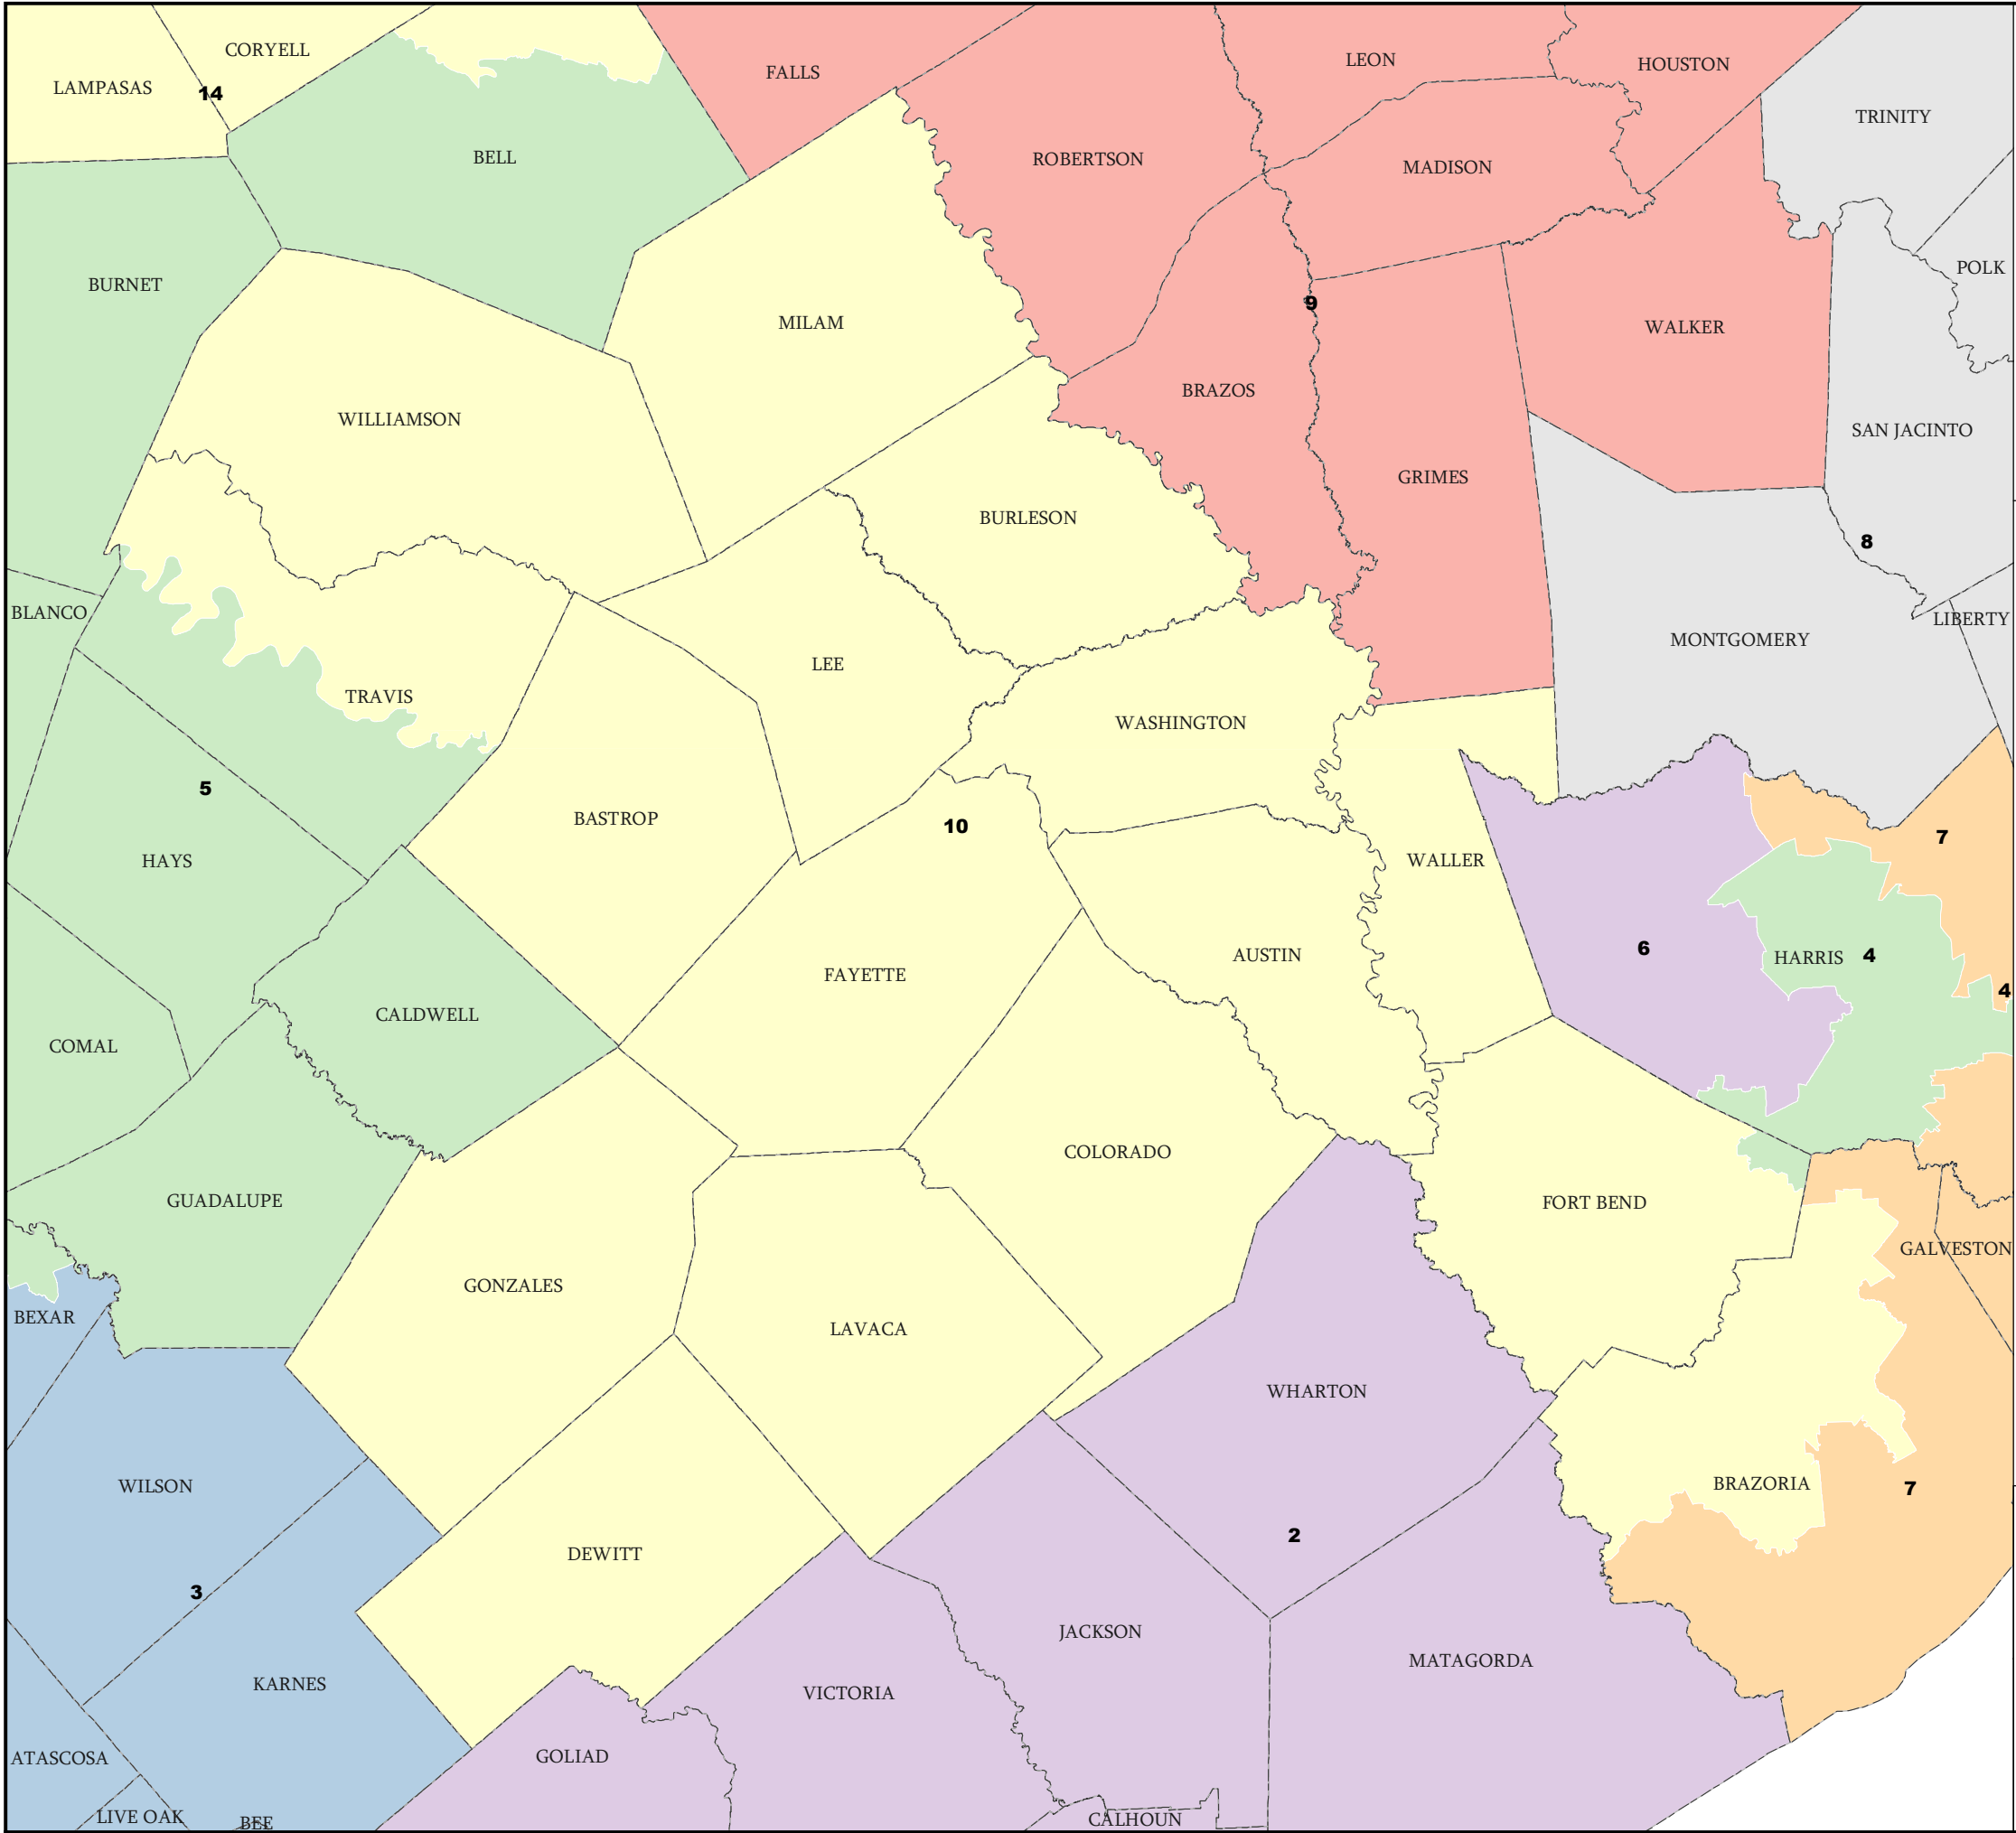 CORYELL
LEON
HOUSTON
FALLS
LAMPASAS
14
TRINITY
BELL
ROBERTSON
MADISON
POLK
BURNET
9
MILAM
WALKER
BRAZOS
WILLIAMSON
SAN JACINTO
GRIMES
BURLESON
8
BLANCO
LIBERTY
MONTGOMERY
LEE
TRAVIS
WASHINGTON
5
BASTROP
10
7
HAYS
WALLER
6
AUSTIN
HARRIS
4
FAYETTE
4
CALDWELL
COMAL
COLORADO
GUADALUPE
FORT BEND
GALVESTON
GONZALES
BEXAR
LAVACA
WHARTON
WILSON
BRAZORIA
7
2
DEWITT
3
JACKSON
MATAGORDA
KARNES
VICTORIA
GOLIAD
ATASCOSA
LIVE OAK
BEE
CALHOUN